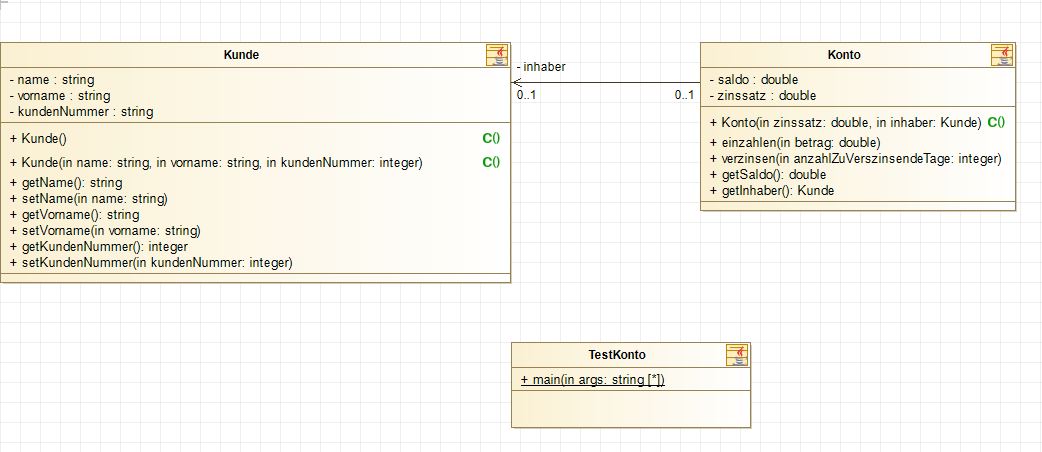 Kunde
- name : string
- vorname : string
- kundenNummer : string
+ Kunde()
C()
+ Kunde(in name: string, in vorname: string, in kundenNummer: integer)
C()
+ getName(): string
+ setName(in name: string)
+ getVorname(): string
+ setVorname(in vorname: string)
+ getKundenNummer(): integer
+ setKundenNummer(in kundenNummer: integer)
- inhaber
0..1
0..1
Konto
- saldo : double
- zinssatz : double
+ Konto(in zinssatz: double, in inhaber: Kunde) C()
+ einzahlen(in betrag: double)
+ verzinsen(in anzahlZuVerszinsendeTage: integer)
+ getSaldo(): double
+ getInhaber(): Kunde
TestKonto
+ main(in args: string [*])